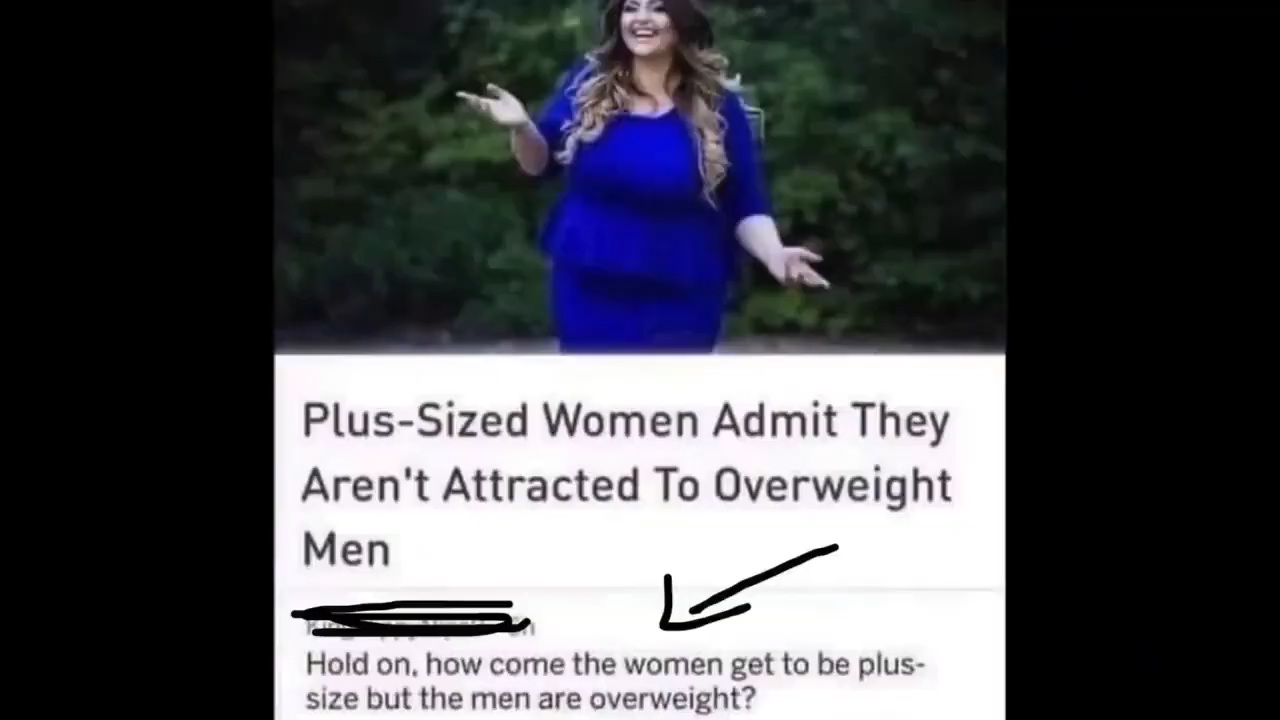 Plus-Sized Women Admit They
Aren't Attracted To Overweight
Men
Hold on, how come the women get to be plus-
size but the men are overweight?